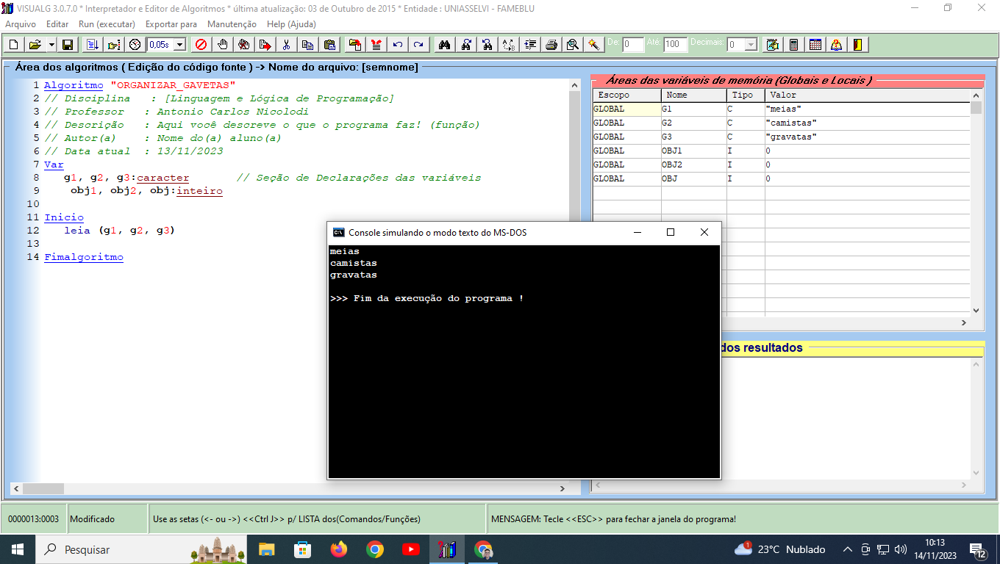 VISUALG 3.0.7.0 * Interpretador e Editor de Algoritmos * última atualização: 03 de Outubro de 2015 * Entidade : UNIASSELVI - FAMEBLU
Arquivo Editar Run (executar) Exportar para Manutenção Help (Ajuda)
0,05s De: 0 Até: 100 Decimais: 0
Área dos algoritmos ( Edição do código fonte ) -> Nome do arquivo: [semnome]
1 Algoritmo "ORGANIZAR_GAVETAS"
2 // Disciplina : [Linguagem e Lógica de Programação]
3 // Professor : Antonio Carlos Nicolodi
4 // Descrição : Aqui você descreve o que o programa faz! (função)
5 // Autor(a) : Nome do(a) aluno(a)
6 // Data atual : 13/11/2023
7 Var
8 g1, g2, g3:caracter // Seção de Declarações das variáveis
9 obj1, obj2, obj:inteiro
10
11 Inicio
12 leia (g1, g2, g3)
13
14 Fimalgoritmo
Áreas das variáveis de memória (Globais e Locais )
Escopo Nome Tipo Valor
GLOBAL G1 C "meias"
GLOBAL G2 C "camistas"
GLOBAL G3 C "gravatas"
GLOBAL OBJ1 I 0
GLOBAL OBJ2 I 0
GLOBAL OBJ I 0
Console simulando o modo texto do MS-DOS
meias
camistas
gravatas
>>> Fim da execução do programa !
dos resultados
0000013:0003 Modificado Use as setas (<- ou ->) <<Ctrl J>> p/ LISTA dos(Comandos/Funções) MENSAGEM: Tecle <<ESC>> para fechar a janela do programa!
Pesquisar 1 23°C Nublado 10:13
14/11/2023 12